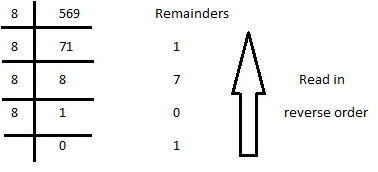 8 569 Remainders
8 71 1
8 8 7 Read in
8 1 0 reverse order
0 1